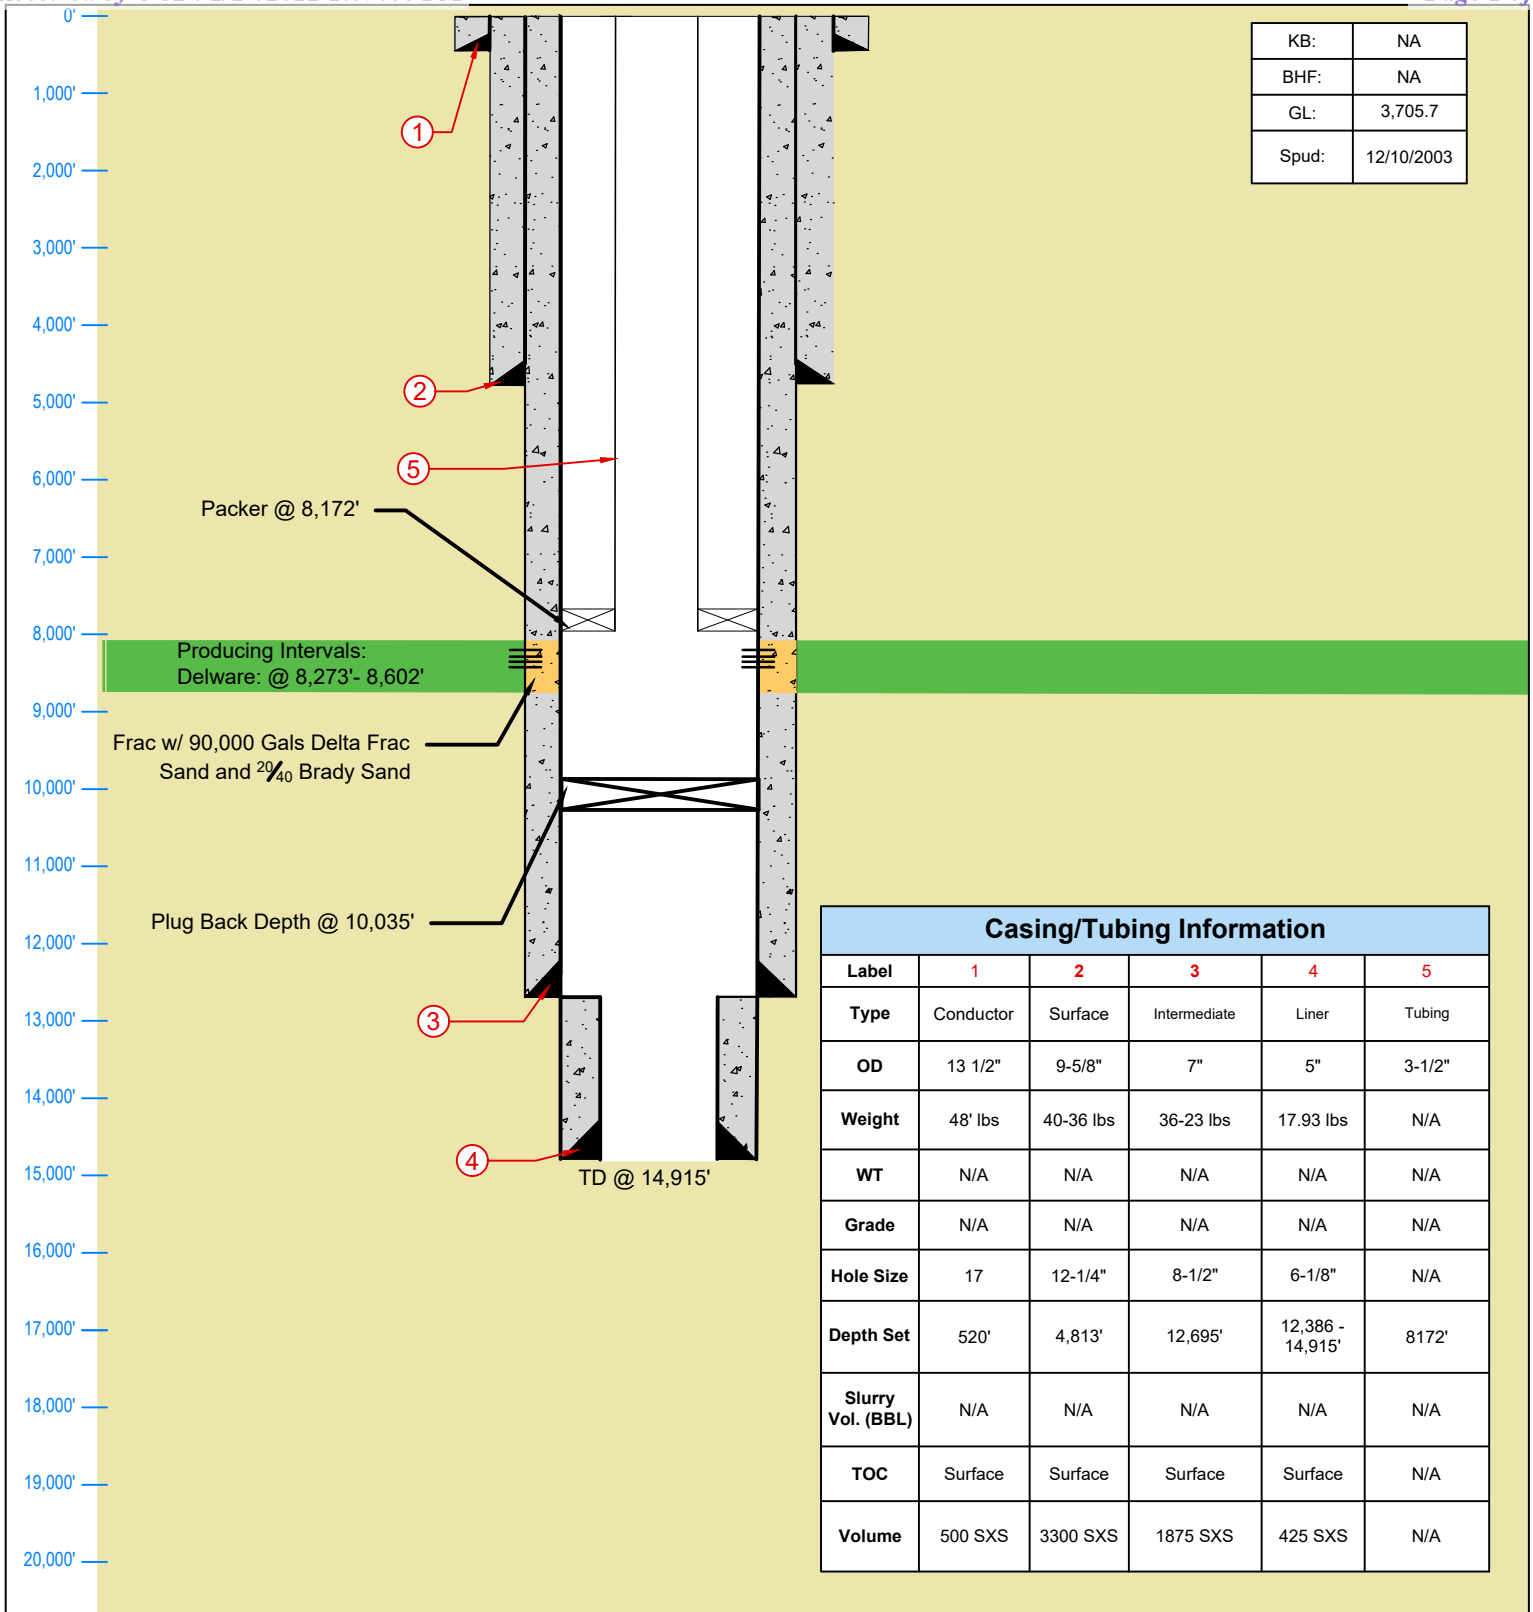 0'
1,000'
2,000'
3,000'
4,000'
5,000'
6,000'
7,000'
8,000'
9,000'
10,000'
11,000'
12,000'
13,000'
14,000'
15,000'
16,000'
17,000'
18,000'
19,000'
20,000'
KB: NA
BHF: NA
GL: 3,705.7
Spud: 12/10/2003
1
2
5
Packer @ 8,172'
Producing Intervals:
Delware: @ 8,273'- 8,602'
Frac w/ 90,000 Gals Delta Frac
Sand and 20/40 Brady Sand
Plug Back Depth @ 10,035'
3
4
TD @ 14,915'
Casing/Tubing Information
Label 1 2 3 4 5
Type Conductor Surface Intermediate Liner Tubing
OD 13 1/2" 9-5/8" 7" 5" 3-1/2"
Weight 48' lbs 40-36 lbs 36-23 lbs 17.93 lbs N/A
WT N/A N/A N/A N/A N/A
Grade N/A N/A N/A N/A N/A
Hole Size 17 12-1/4" 8-1/2" 6-1/8" N/A
Depth Set 520' 4,813' 12,695' 12,386 - 14,915' 8172'
Slurry Vol. (BBL) N/A N/A N/A N/A N/A
TOC Surface Surface Surface Surface N/A
Volume 500 SXS 3300 SXS 1875 SXS 425 SXS N/A